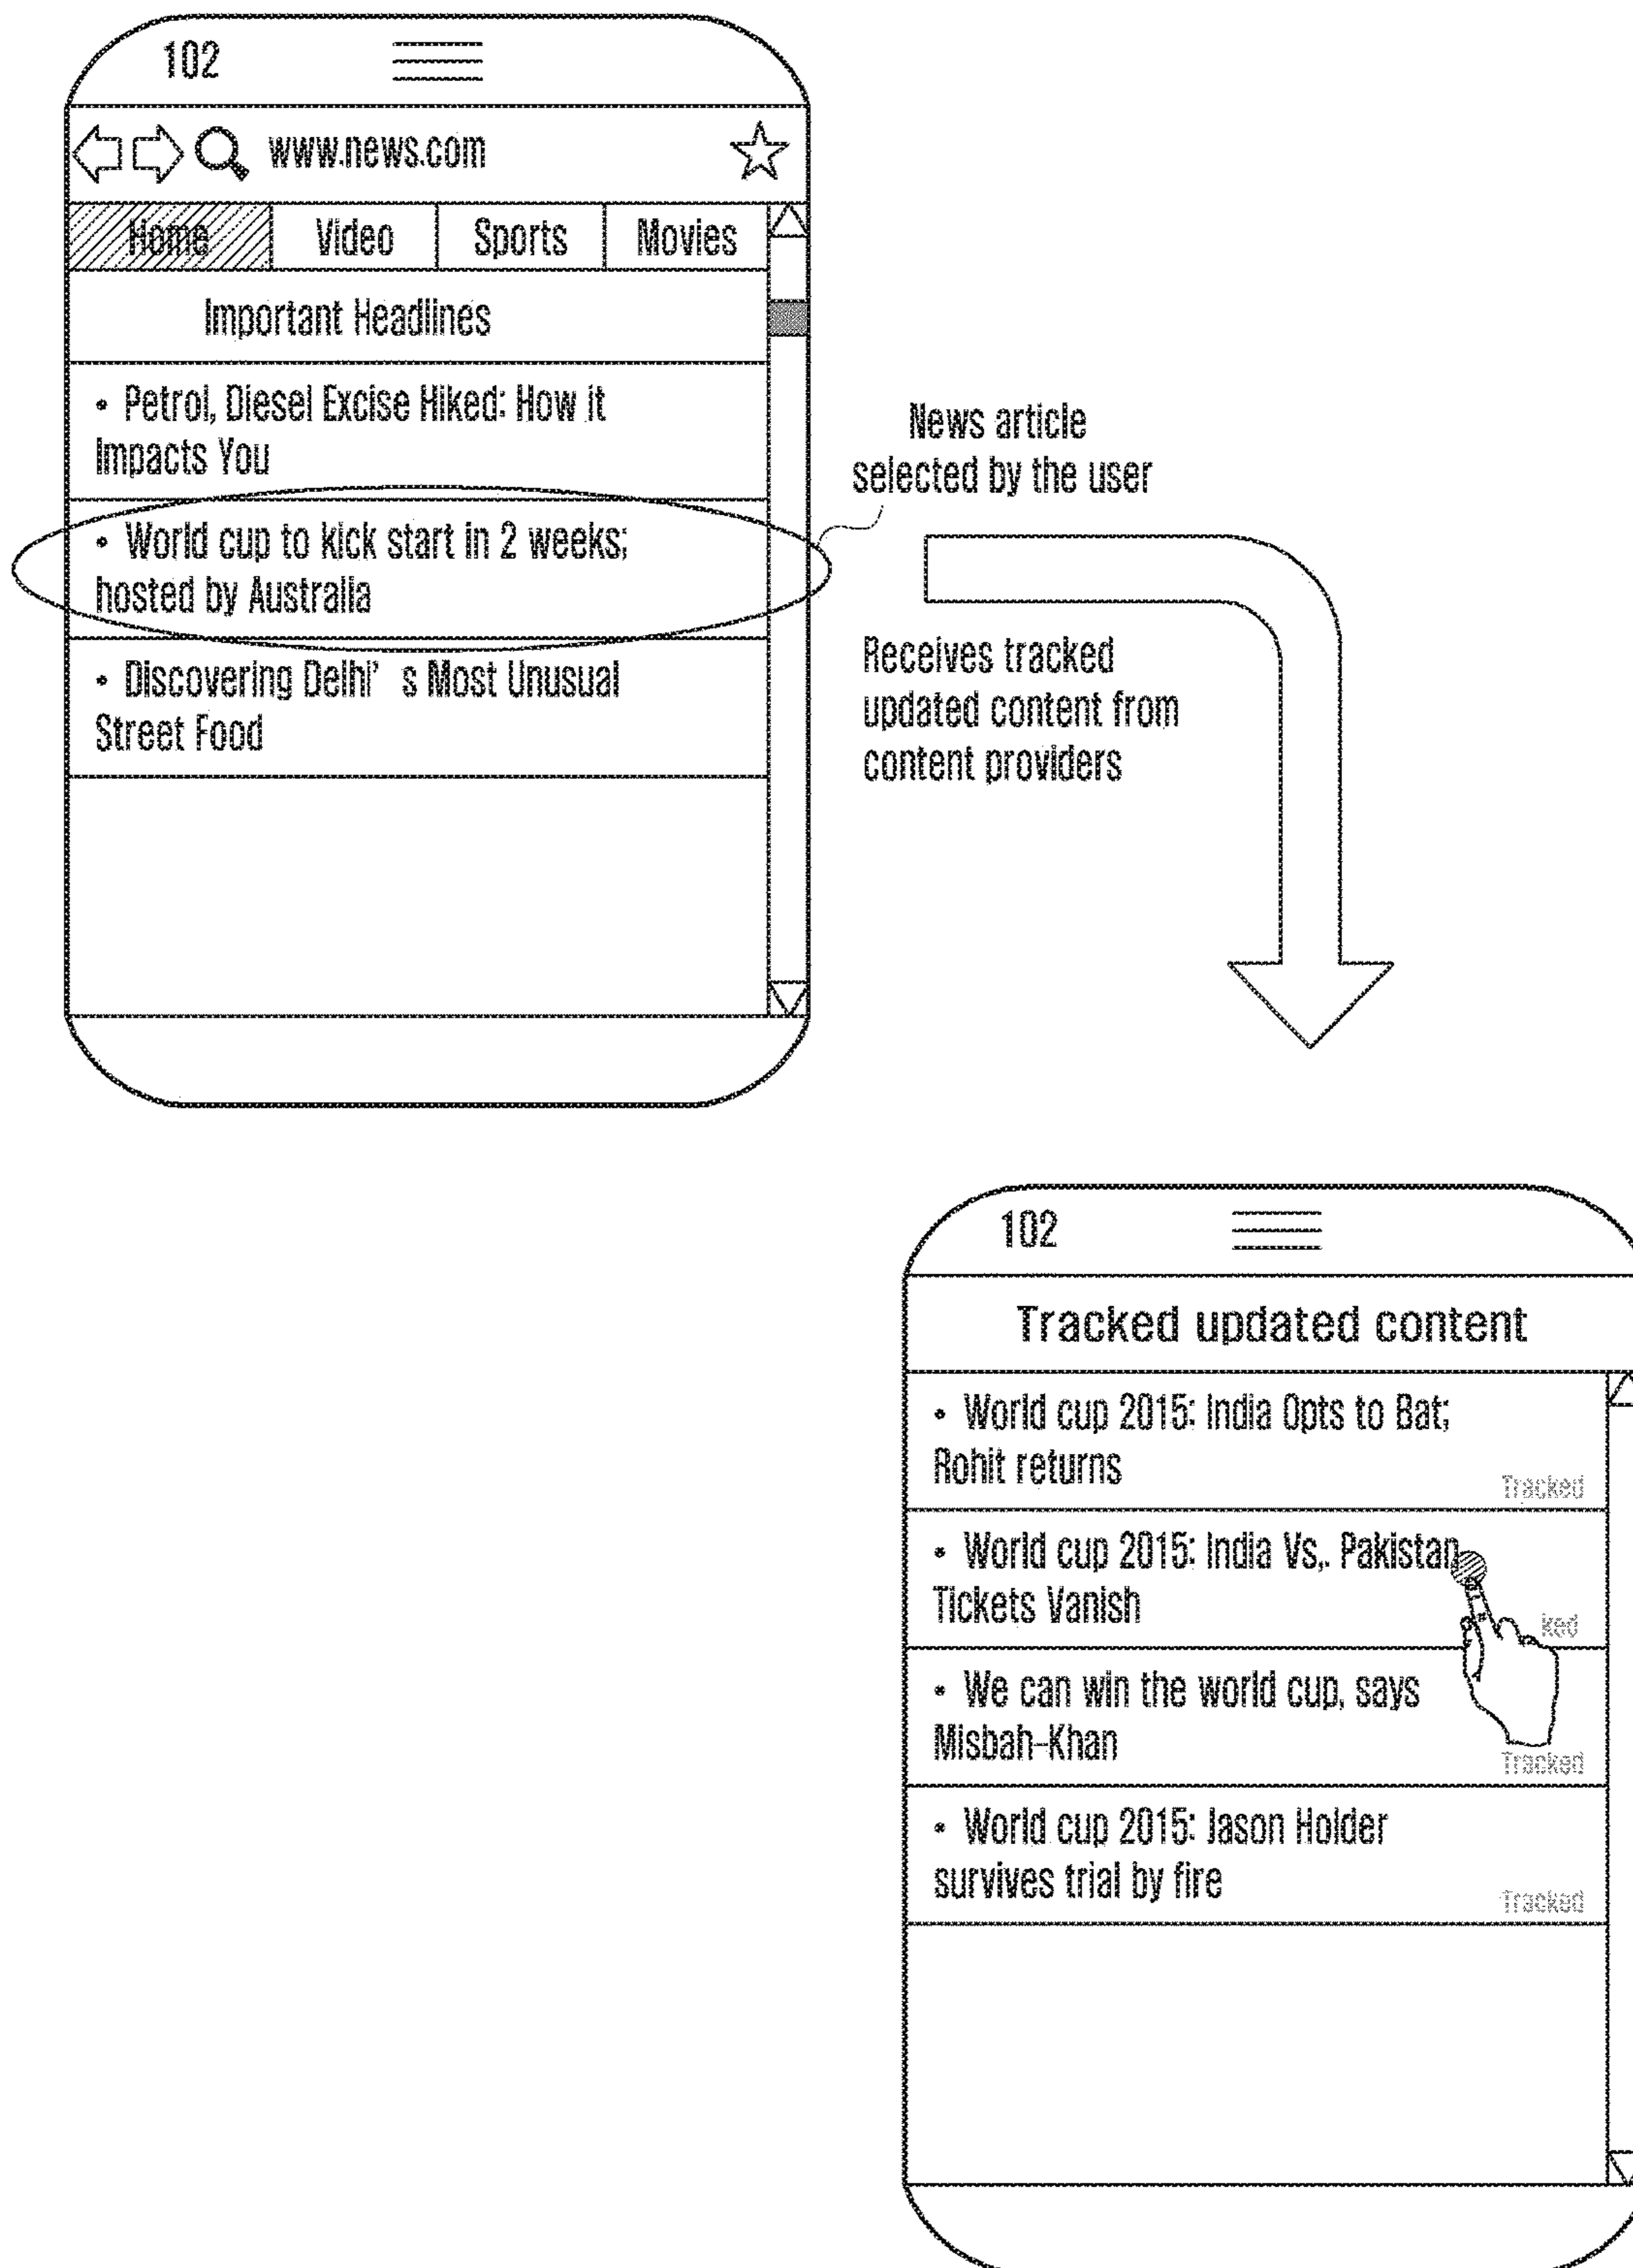 102
www.news.com
Home Video Sports Movies
Important Headlines
• Petrol, Diesel Excise Hiked: How it
Impacts You
• World cup to kick start in 2 weeks;
hosted by Australia
• Discovering Delhi' s Most Unusual
Street Food
News article
selected by the user
Receives tracked
updated content from
content providers
102
Tracked updated content
• World cup 2015: India Opts to Bat;
Rohit returns
Tracked
• World cup 2015: India Vs,. Pakistan
Tickets Vanish
ked
• We can win the world cup, says
Misbah-Khan
Tracked
• World cup 2015: Jason Holder
survives trial by fire
Tracked